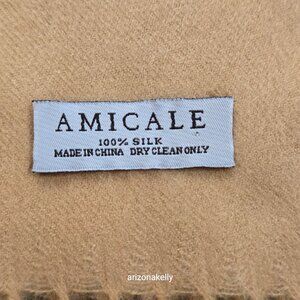 AMICALE
100% SILK
MADE IN CHINA DRY CLEAN ONLY
arizonakelly